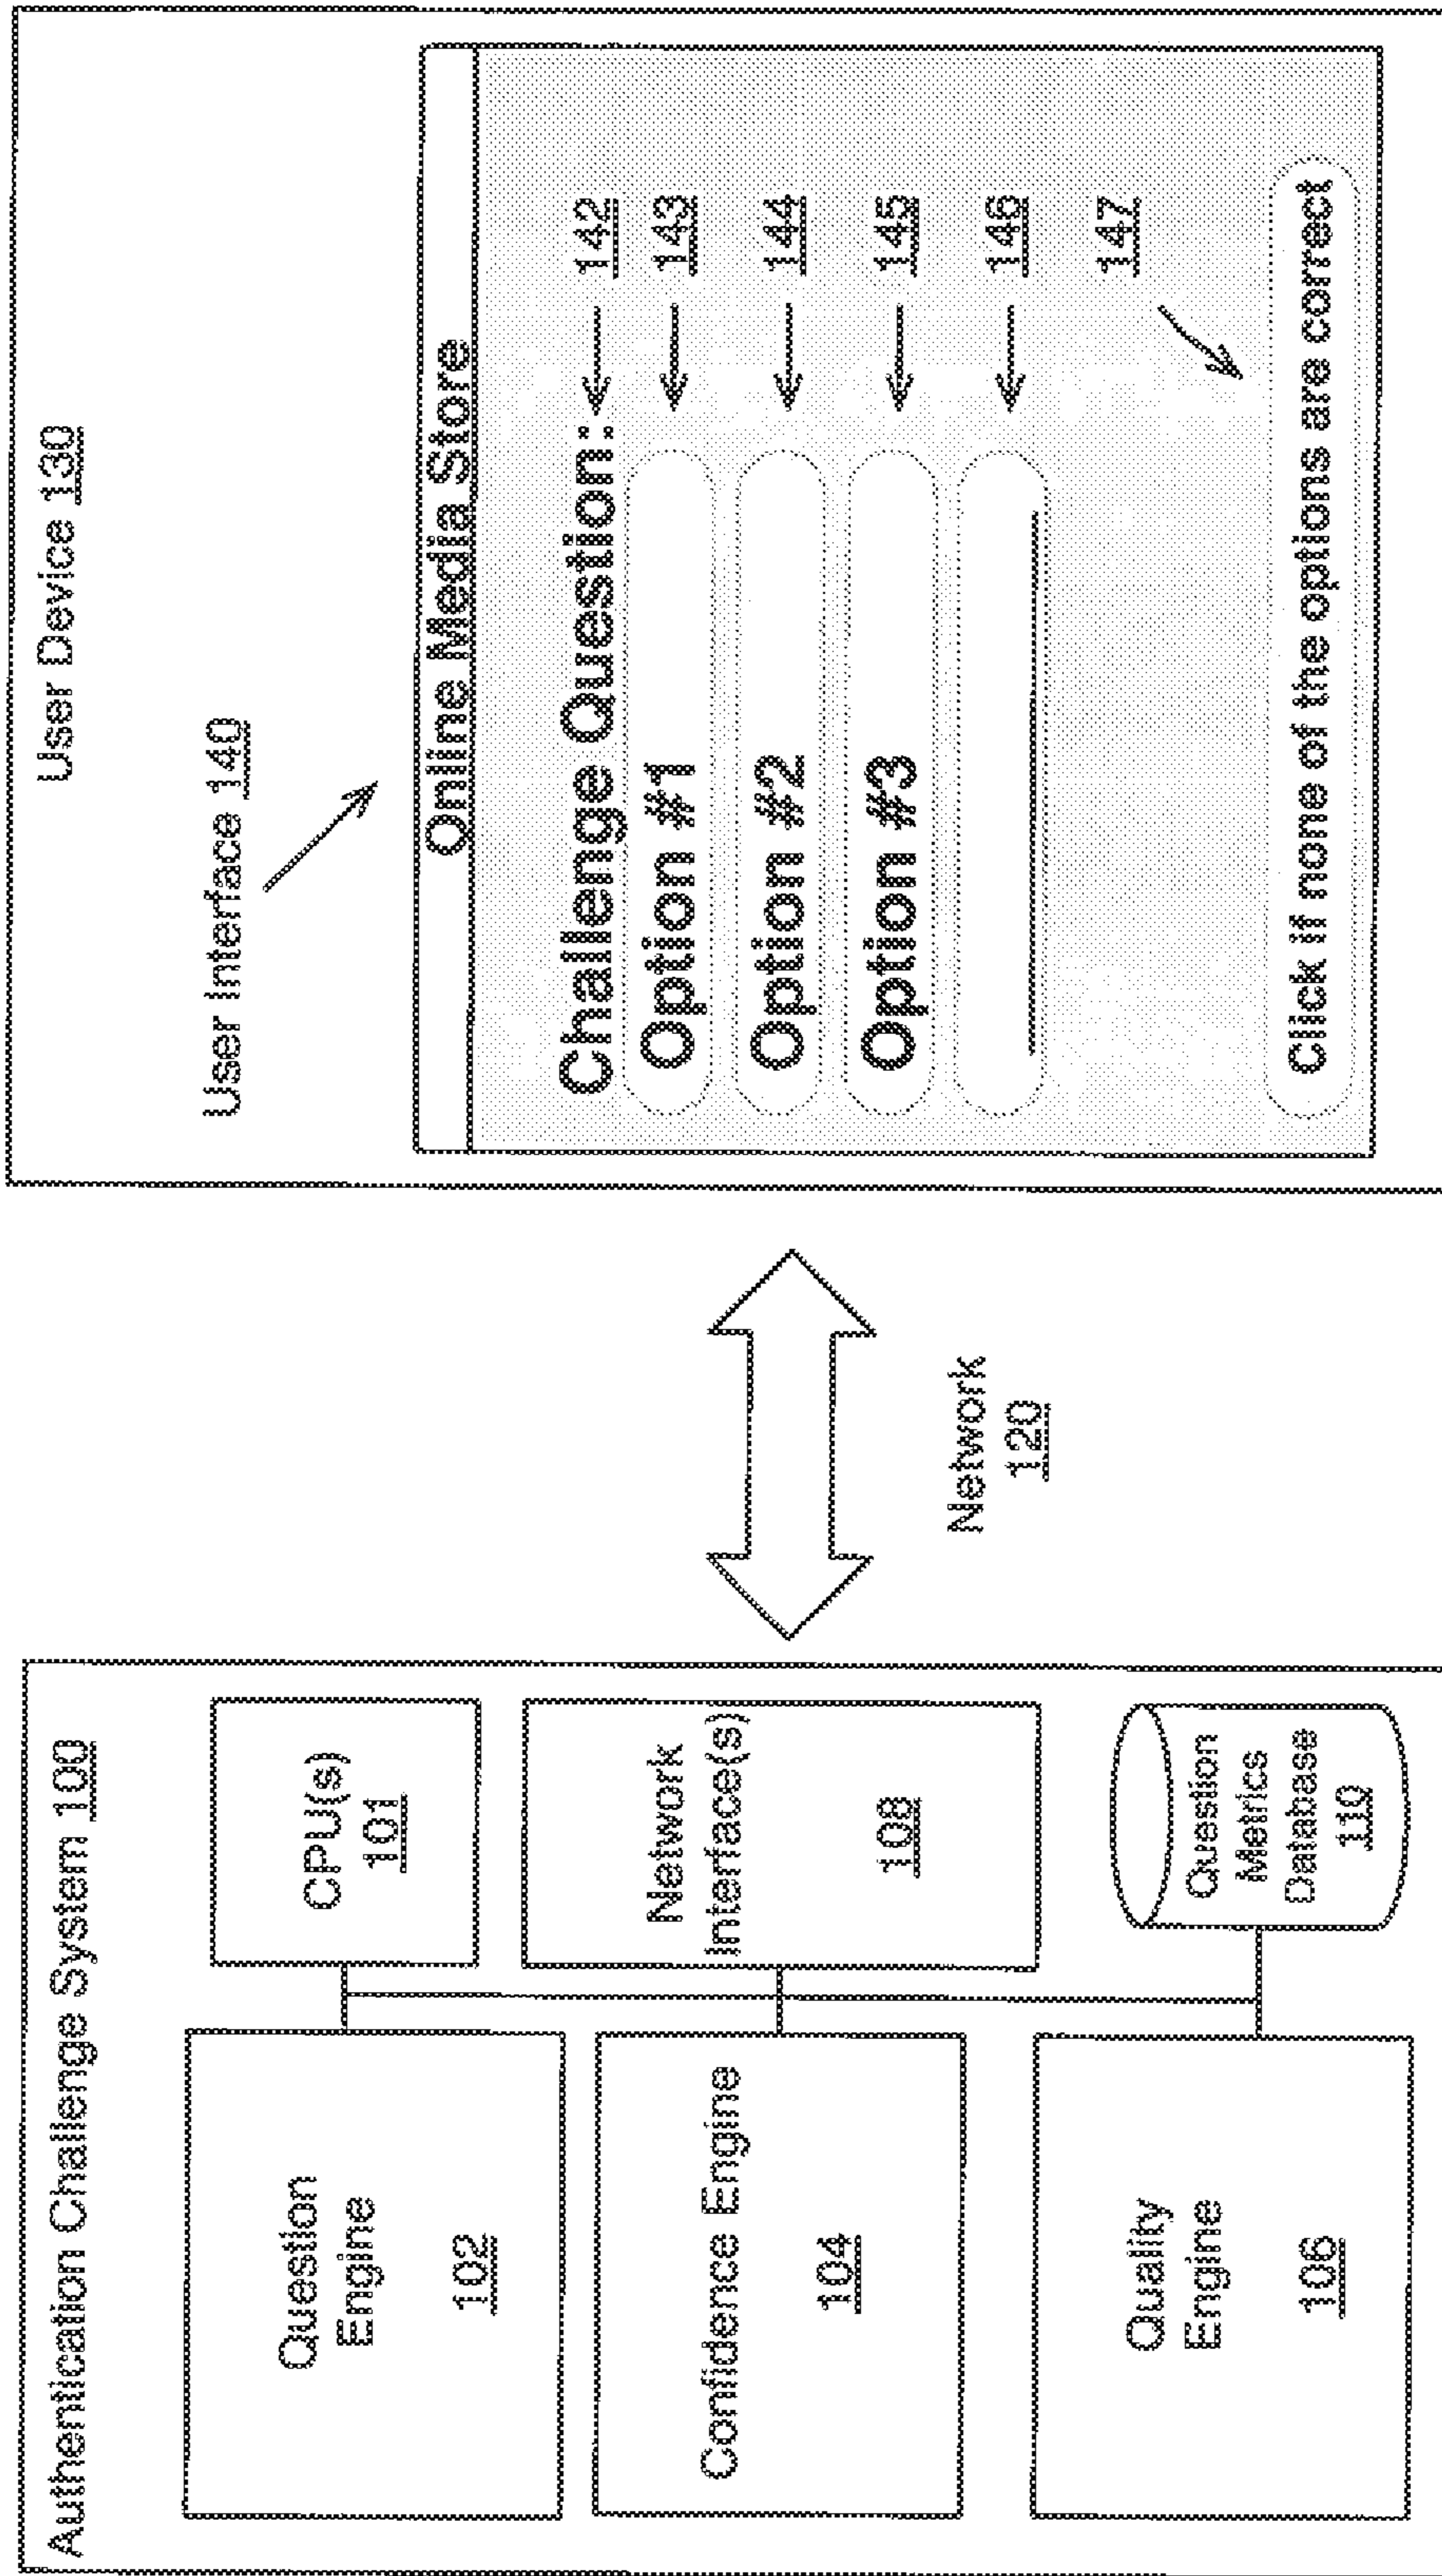 Authentication Challenge System 100
Question
Engine
102
CPU(s)
101
Confidence Engine
104
Network
Interface(s)
108
Quality
Engine
106
Question
Metrics
Database
110
Network
120
User Device 130
User Interface 140
Online Media Store
Challenge Question:
142
Option #1
143
Option #2
144
Option #3
145
146
147
Click if none of the options are correct